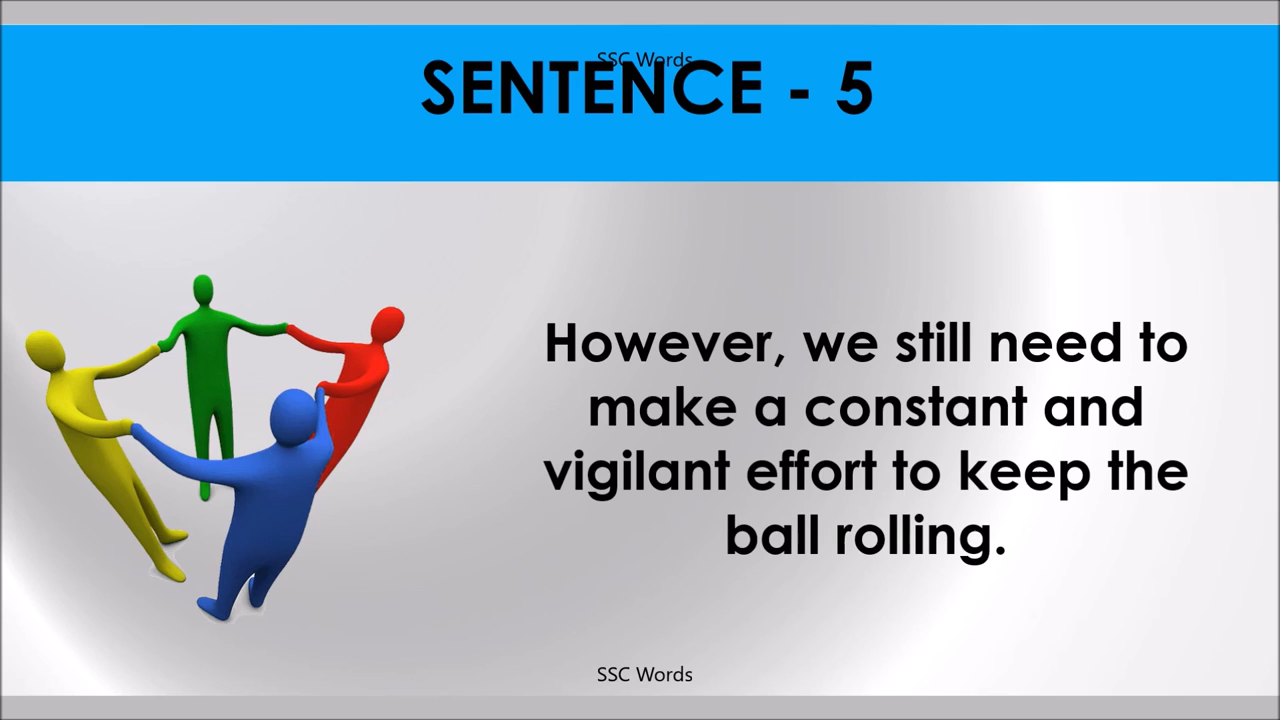 SSC Words
SENTENCE - 5
However, we still need to
make a constant and
vigilant effort to keep the
ball rolling.
SSC Words